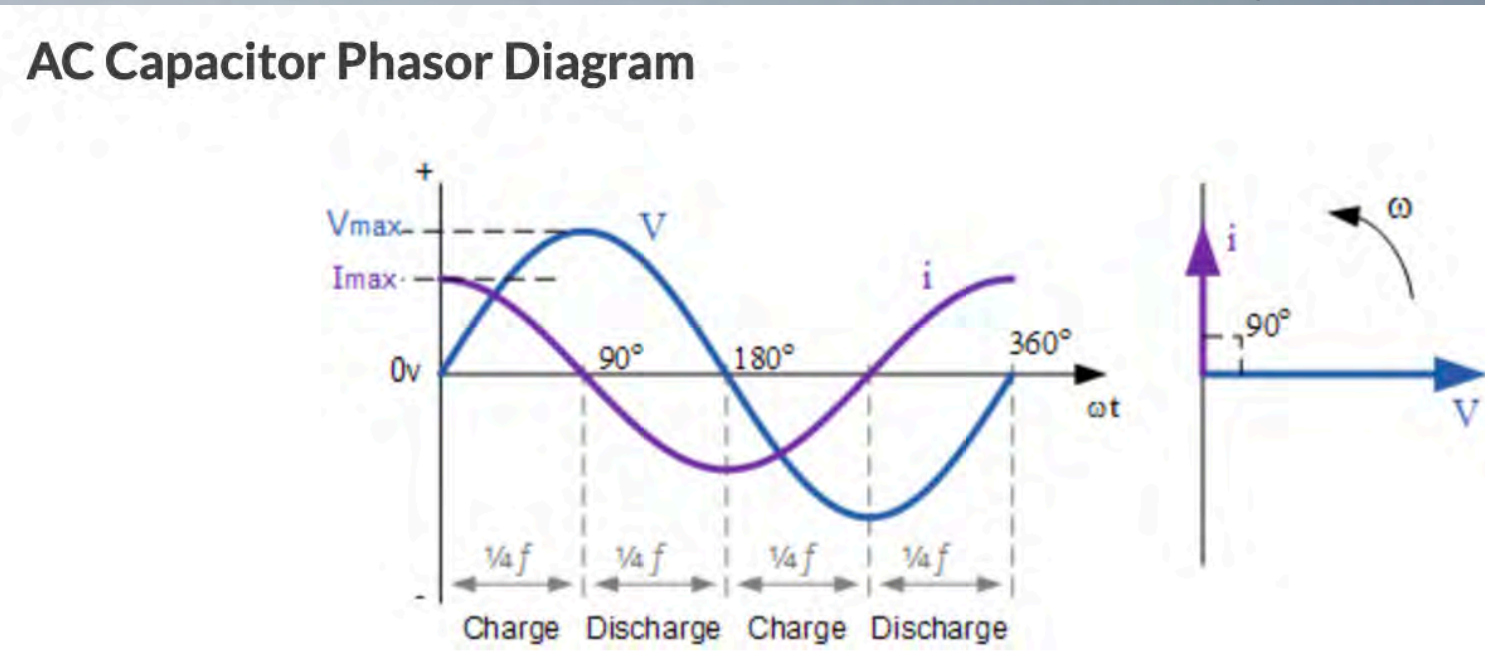 AC Capacitor Phasor Diagram
+
Vmax
V
ω
i
Imax
i
90°
0v
90°
180°
360°
ωt
V
¼ f
¼ f
¼ f
¼ f
-
Charge Discharge Charge Discharge